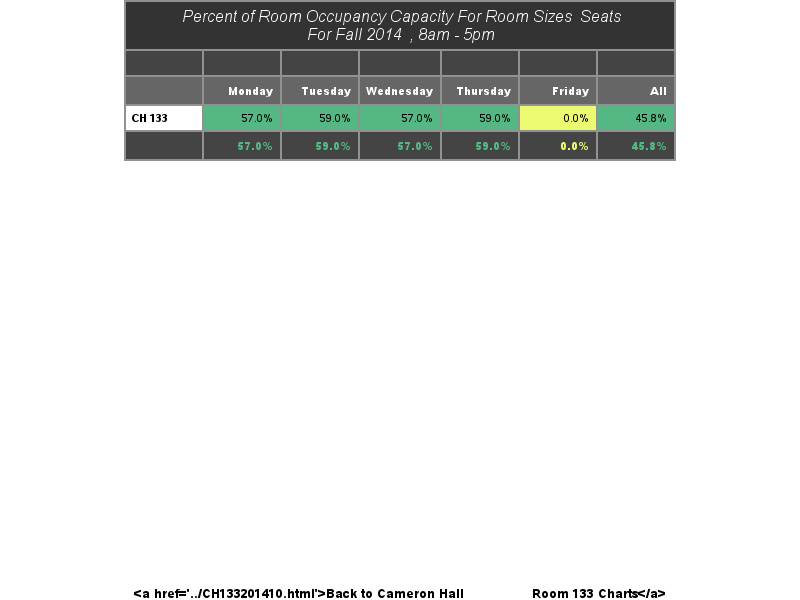 Percent of Room Occupancy Capacity For Room Sizes Seats
For Fall 2014 , 8am - 5pm
Monday Tuesday Wednesday Thursday Friday All
CH 133 57.0% 59.0% 57.0% 59.0% 0.0% 45.8%
57.0% 59.0% 57.0% 59.0% 0.0% 45.8%
<a href='../CH133201410.html'>Back to Cameron Hall Room 133 Charts</a>